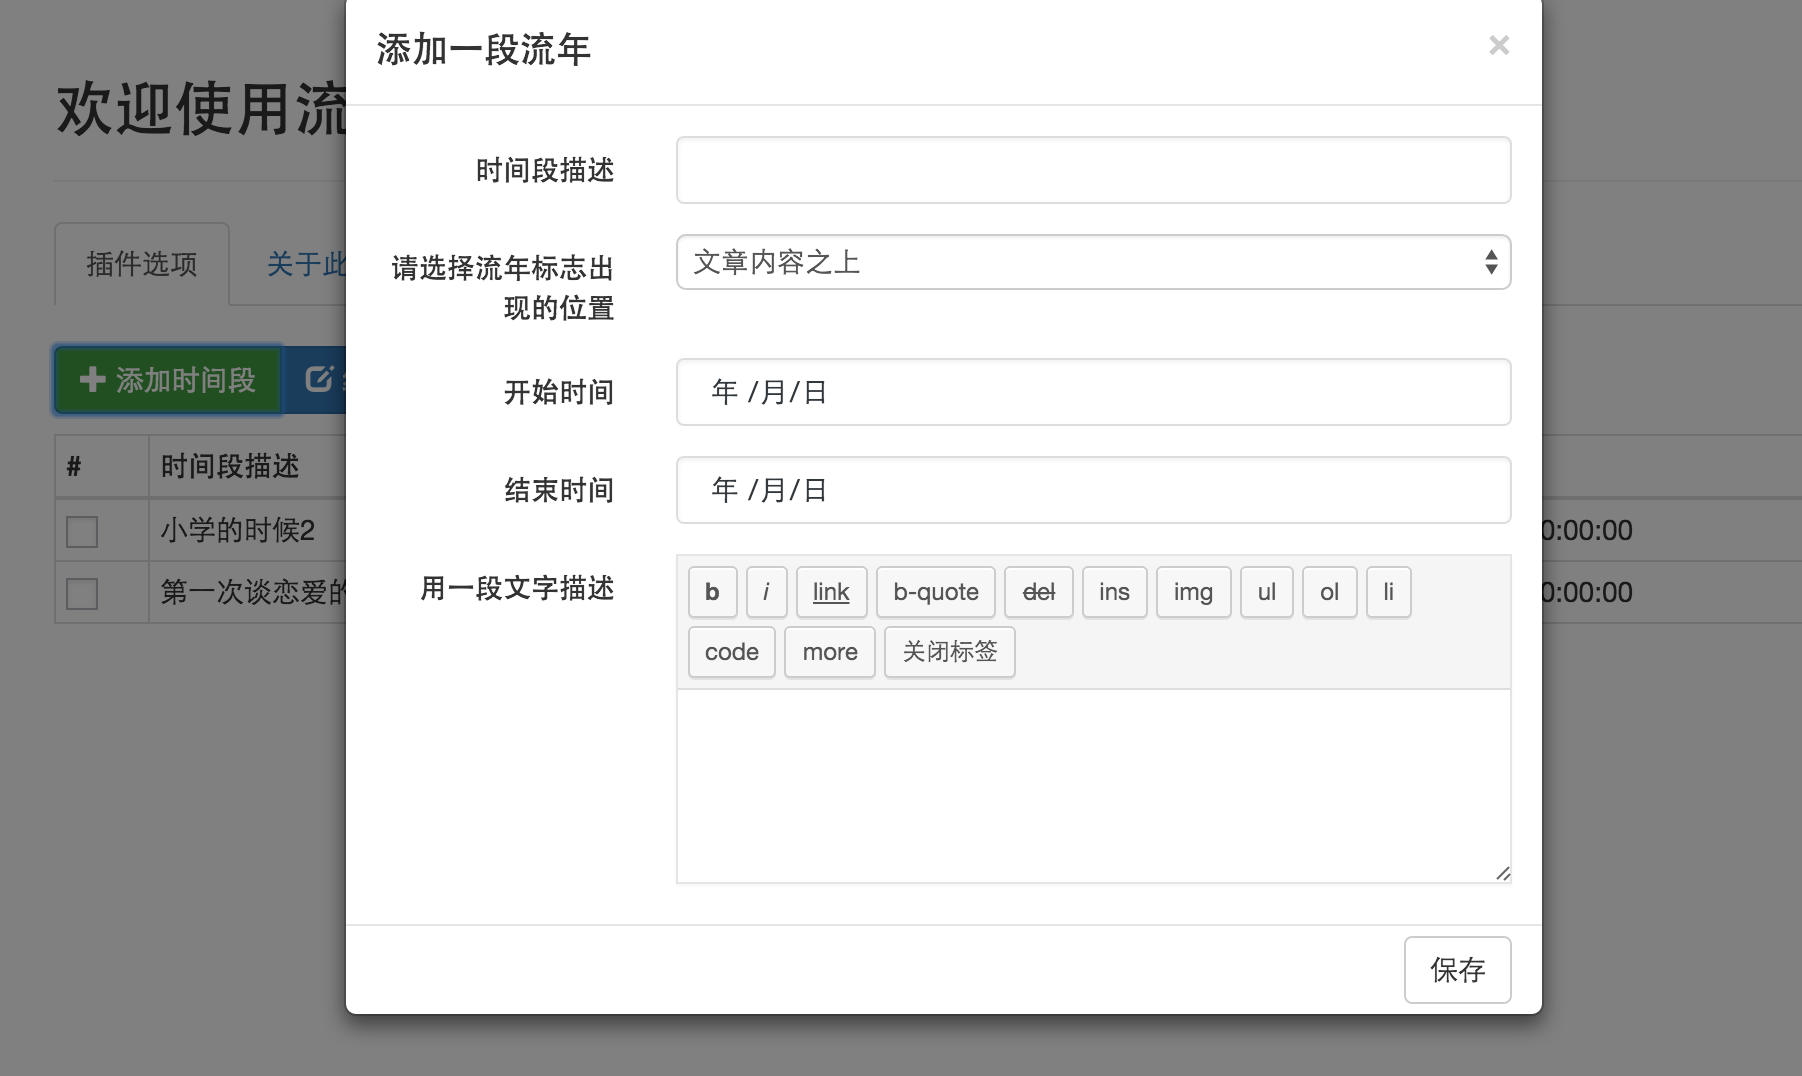 添加一段流年
×
欢迎使用流
时间段描述
请选择流年标志出
现的位置
文章内容之上
开始时间
年 /月/日
结束时间
年 /月/日
用一段文字描述
b i link b-quote del ins img ul ol li
code more 关闭标签
保存
插件选项 关于此
添加时间段
# 时间段描述
小学的时候2
0:00:00
第一次谈恋爱的
0:00:00